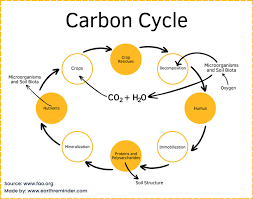 Carbon Cycle
Crop
Residues
Microorganisms
and Soil Biota
Crops
Decomposition
Microorganisms
and Soil Biota
CO2 + H2O
Oxygen
Nutrients
Humus
Mineralization
Immobilization
Proteins and
Polysaccharides
Soil Structure
Source: www.fao.org
Made by: www.earthreminder.com